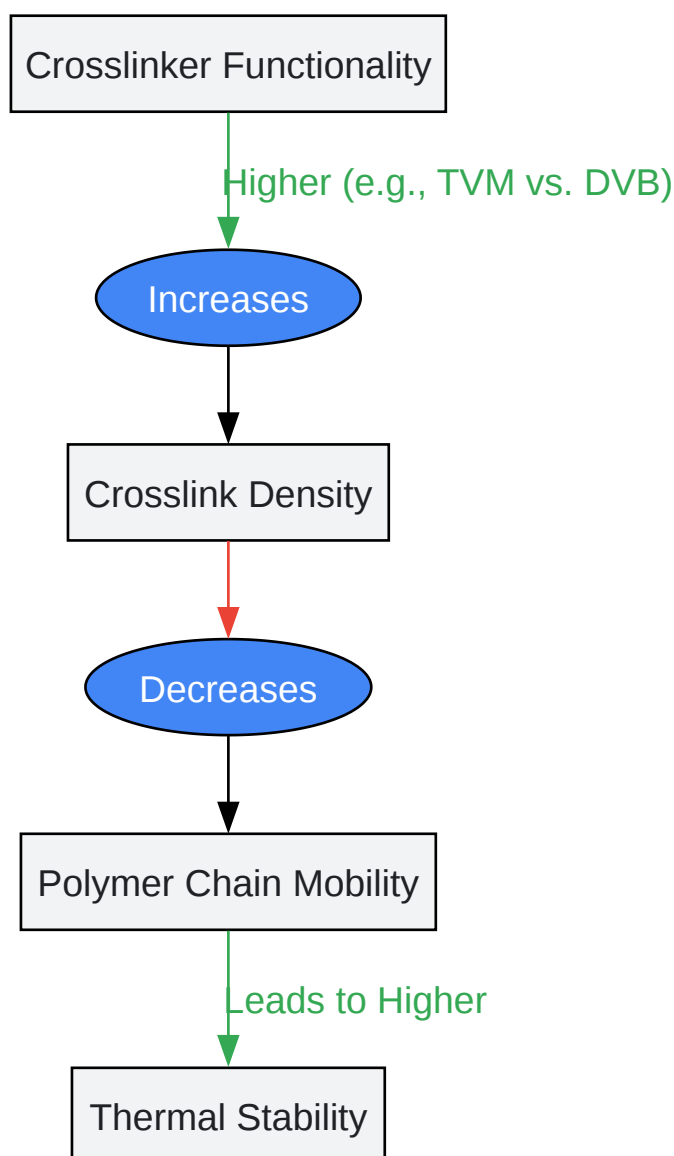 Crosslinker Functionality
Higher (e.g., TVM vs. DVB)
Increases
Crosslink Density
Decreases
Polymer Chain Mobility
Leads to Higher
Thermal Stability